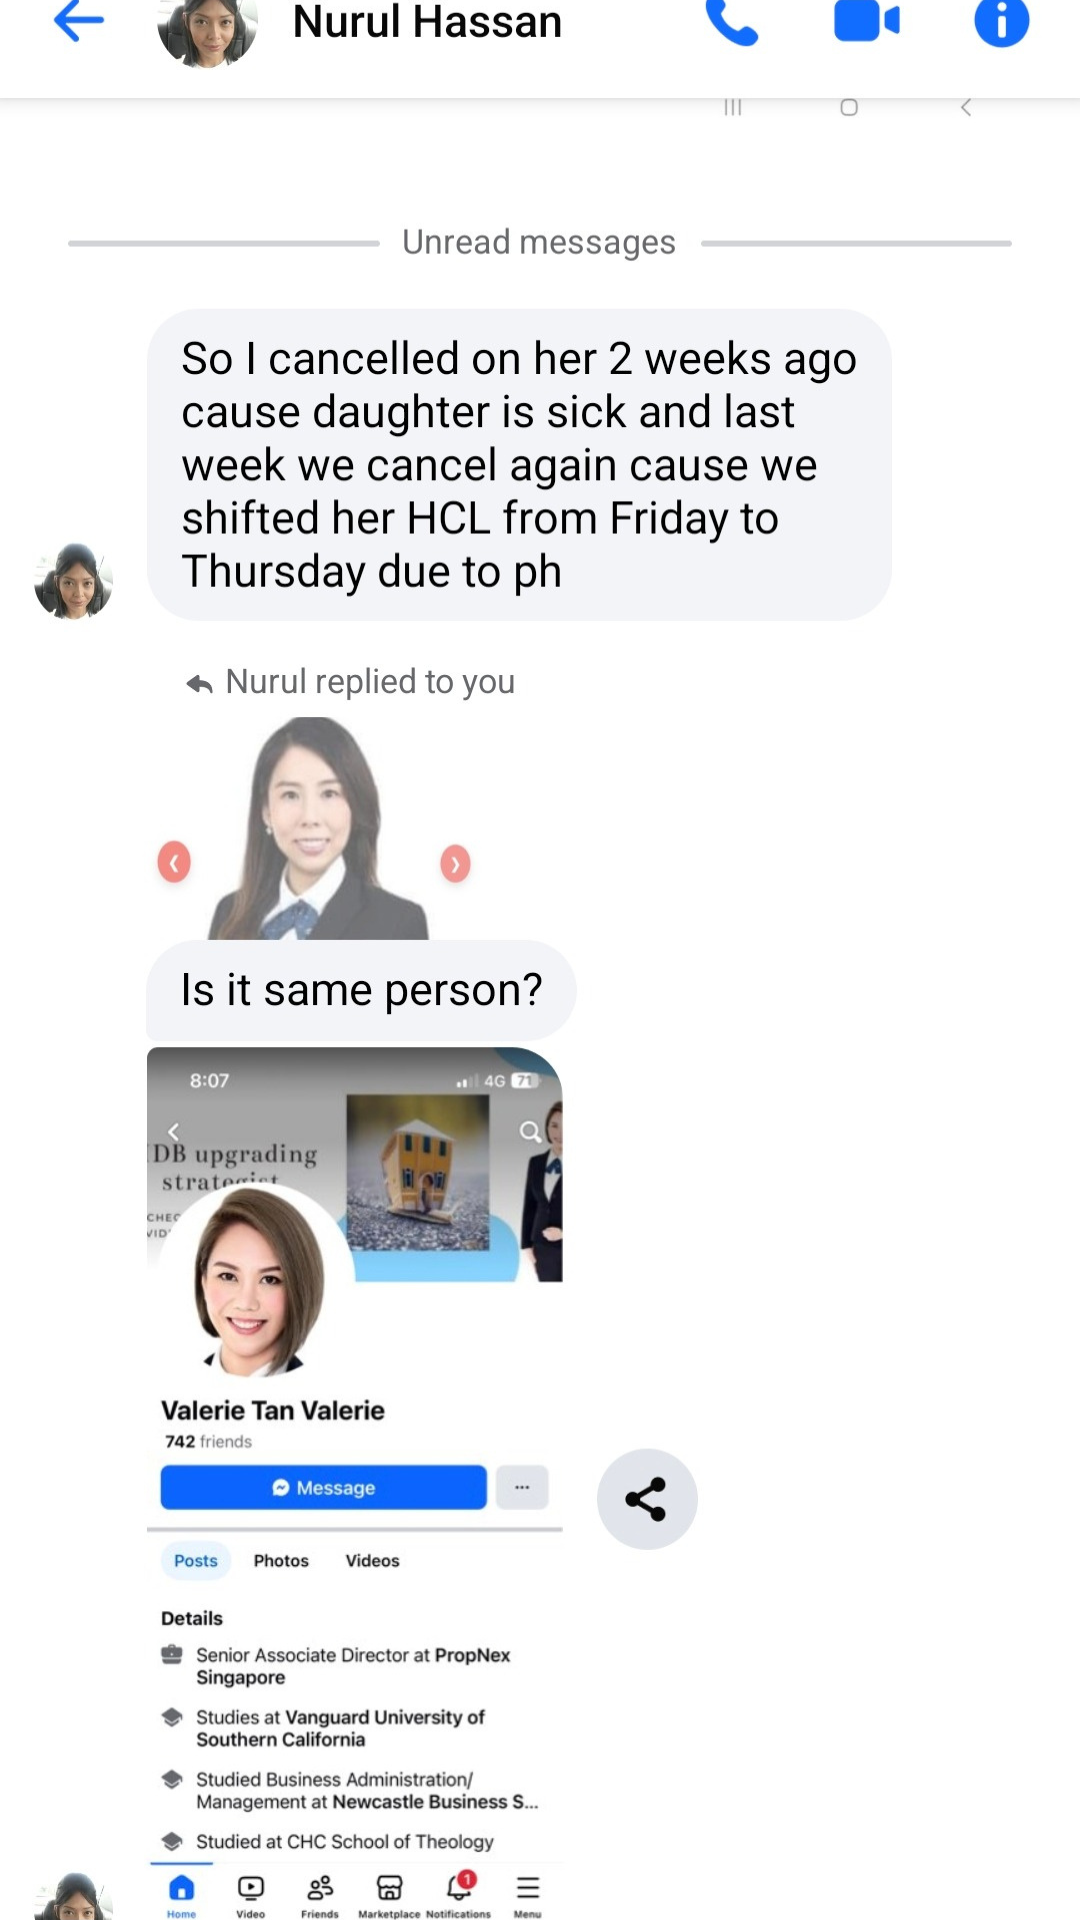 Nurul Hassan
Unread messages
So I cancelled on her 2 weeks ago
cause daughter is sick and last
week we cancel again cause we
shifted her HCL from Friday to
Thursday due to ph
Nurul replied to you
Is it same person?
8:07
4G 71
DB upgrading
strategist
CHEC
VID
Valerie Tan Valerie
742 friends
Message
Posts Photos Videos
Details
Senior Associate Director at PropNex
Singapore
Studies at Vanguard University of
Southern California
Studied Business Administration/
Management at Newcastle Business S...
Studied at CHC School of Theology
1
Home Video Friends Marketplace Notifications Menu